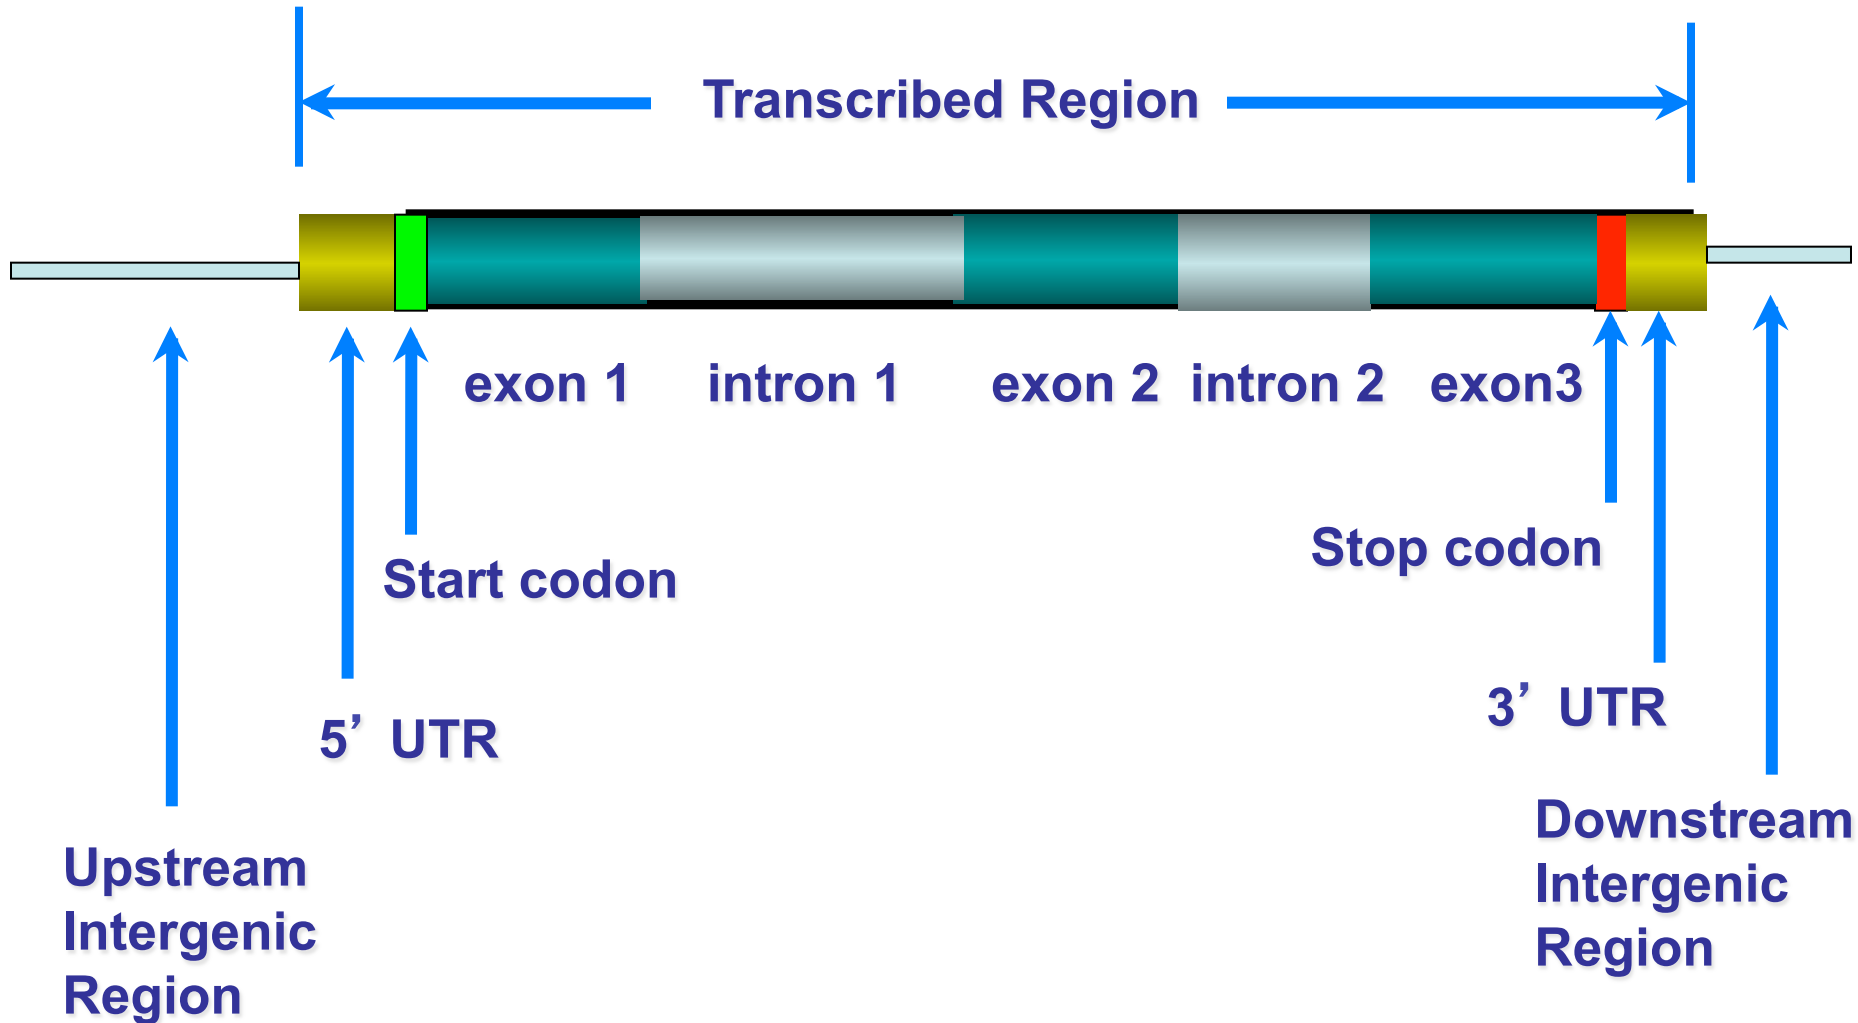 Transcribed Region
exon 1
intron 1
exon 2
intron 2
exon3
Start codon
Stop codon
5’ UTR
3’ UTR
Upstream
Intergenic
Region
Downstream
Intergenic
Region